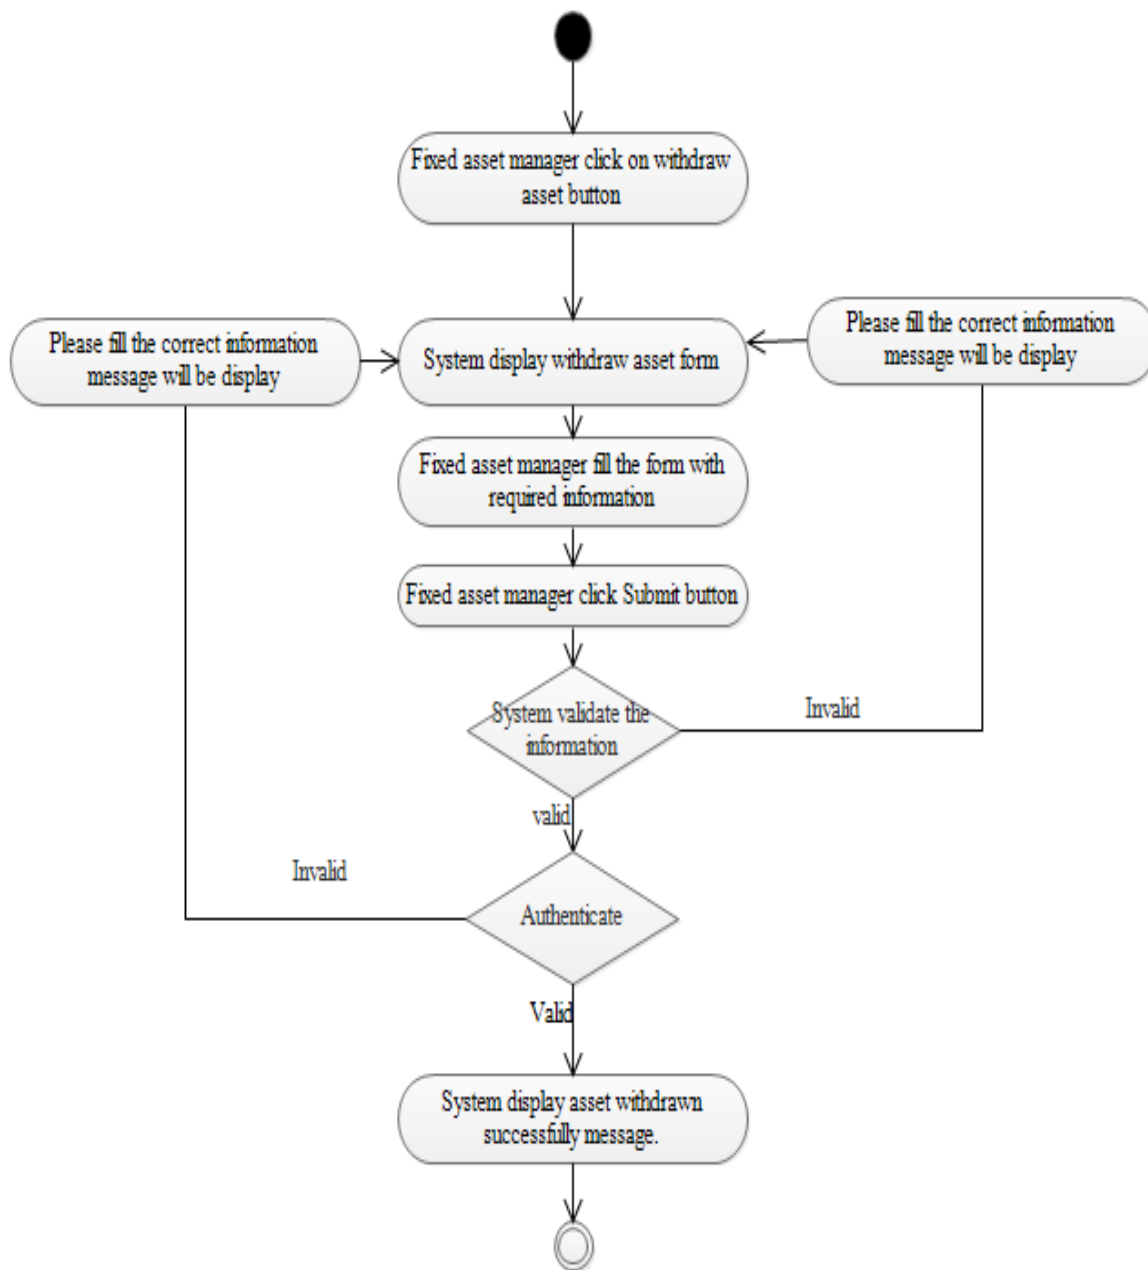 Fixed asset manager click on withdraw
asset button
Please fill the correct information
message will be display
System display withdraw asset form
Please fill the correct information
message will be display
Fixed asset manager fill the form with
required information
Fixed asset manager click Submit button
System validate the
information
Invalid
valid
Invalid
Authenticate
Valid
System display asset withdrawn
successfully message.